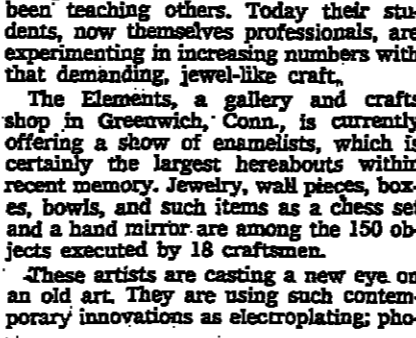 been teaching others. Today their stu-
dents, now themselves professionals, are
experimenting in increasing numbers with
that demanding, jewel-like craft.
The Elements, a gallery and crafts
shop in Greenwich, Conn., is currently
offering a show of enamelists, which is
certainly the largest hereabouts within
recent memory. Jewelry, wall pieces, box-
es, bowls, and such items as a chess set
and a hand mirror are among the 150 ob-
jects executed by 18 craftsmen.
These artists are casting a new eye on
an old art. They are using such contem-
porary innovations as electroplating; pho-